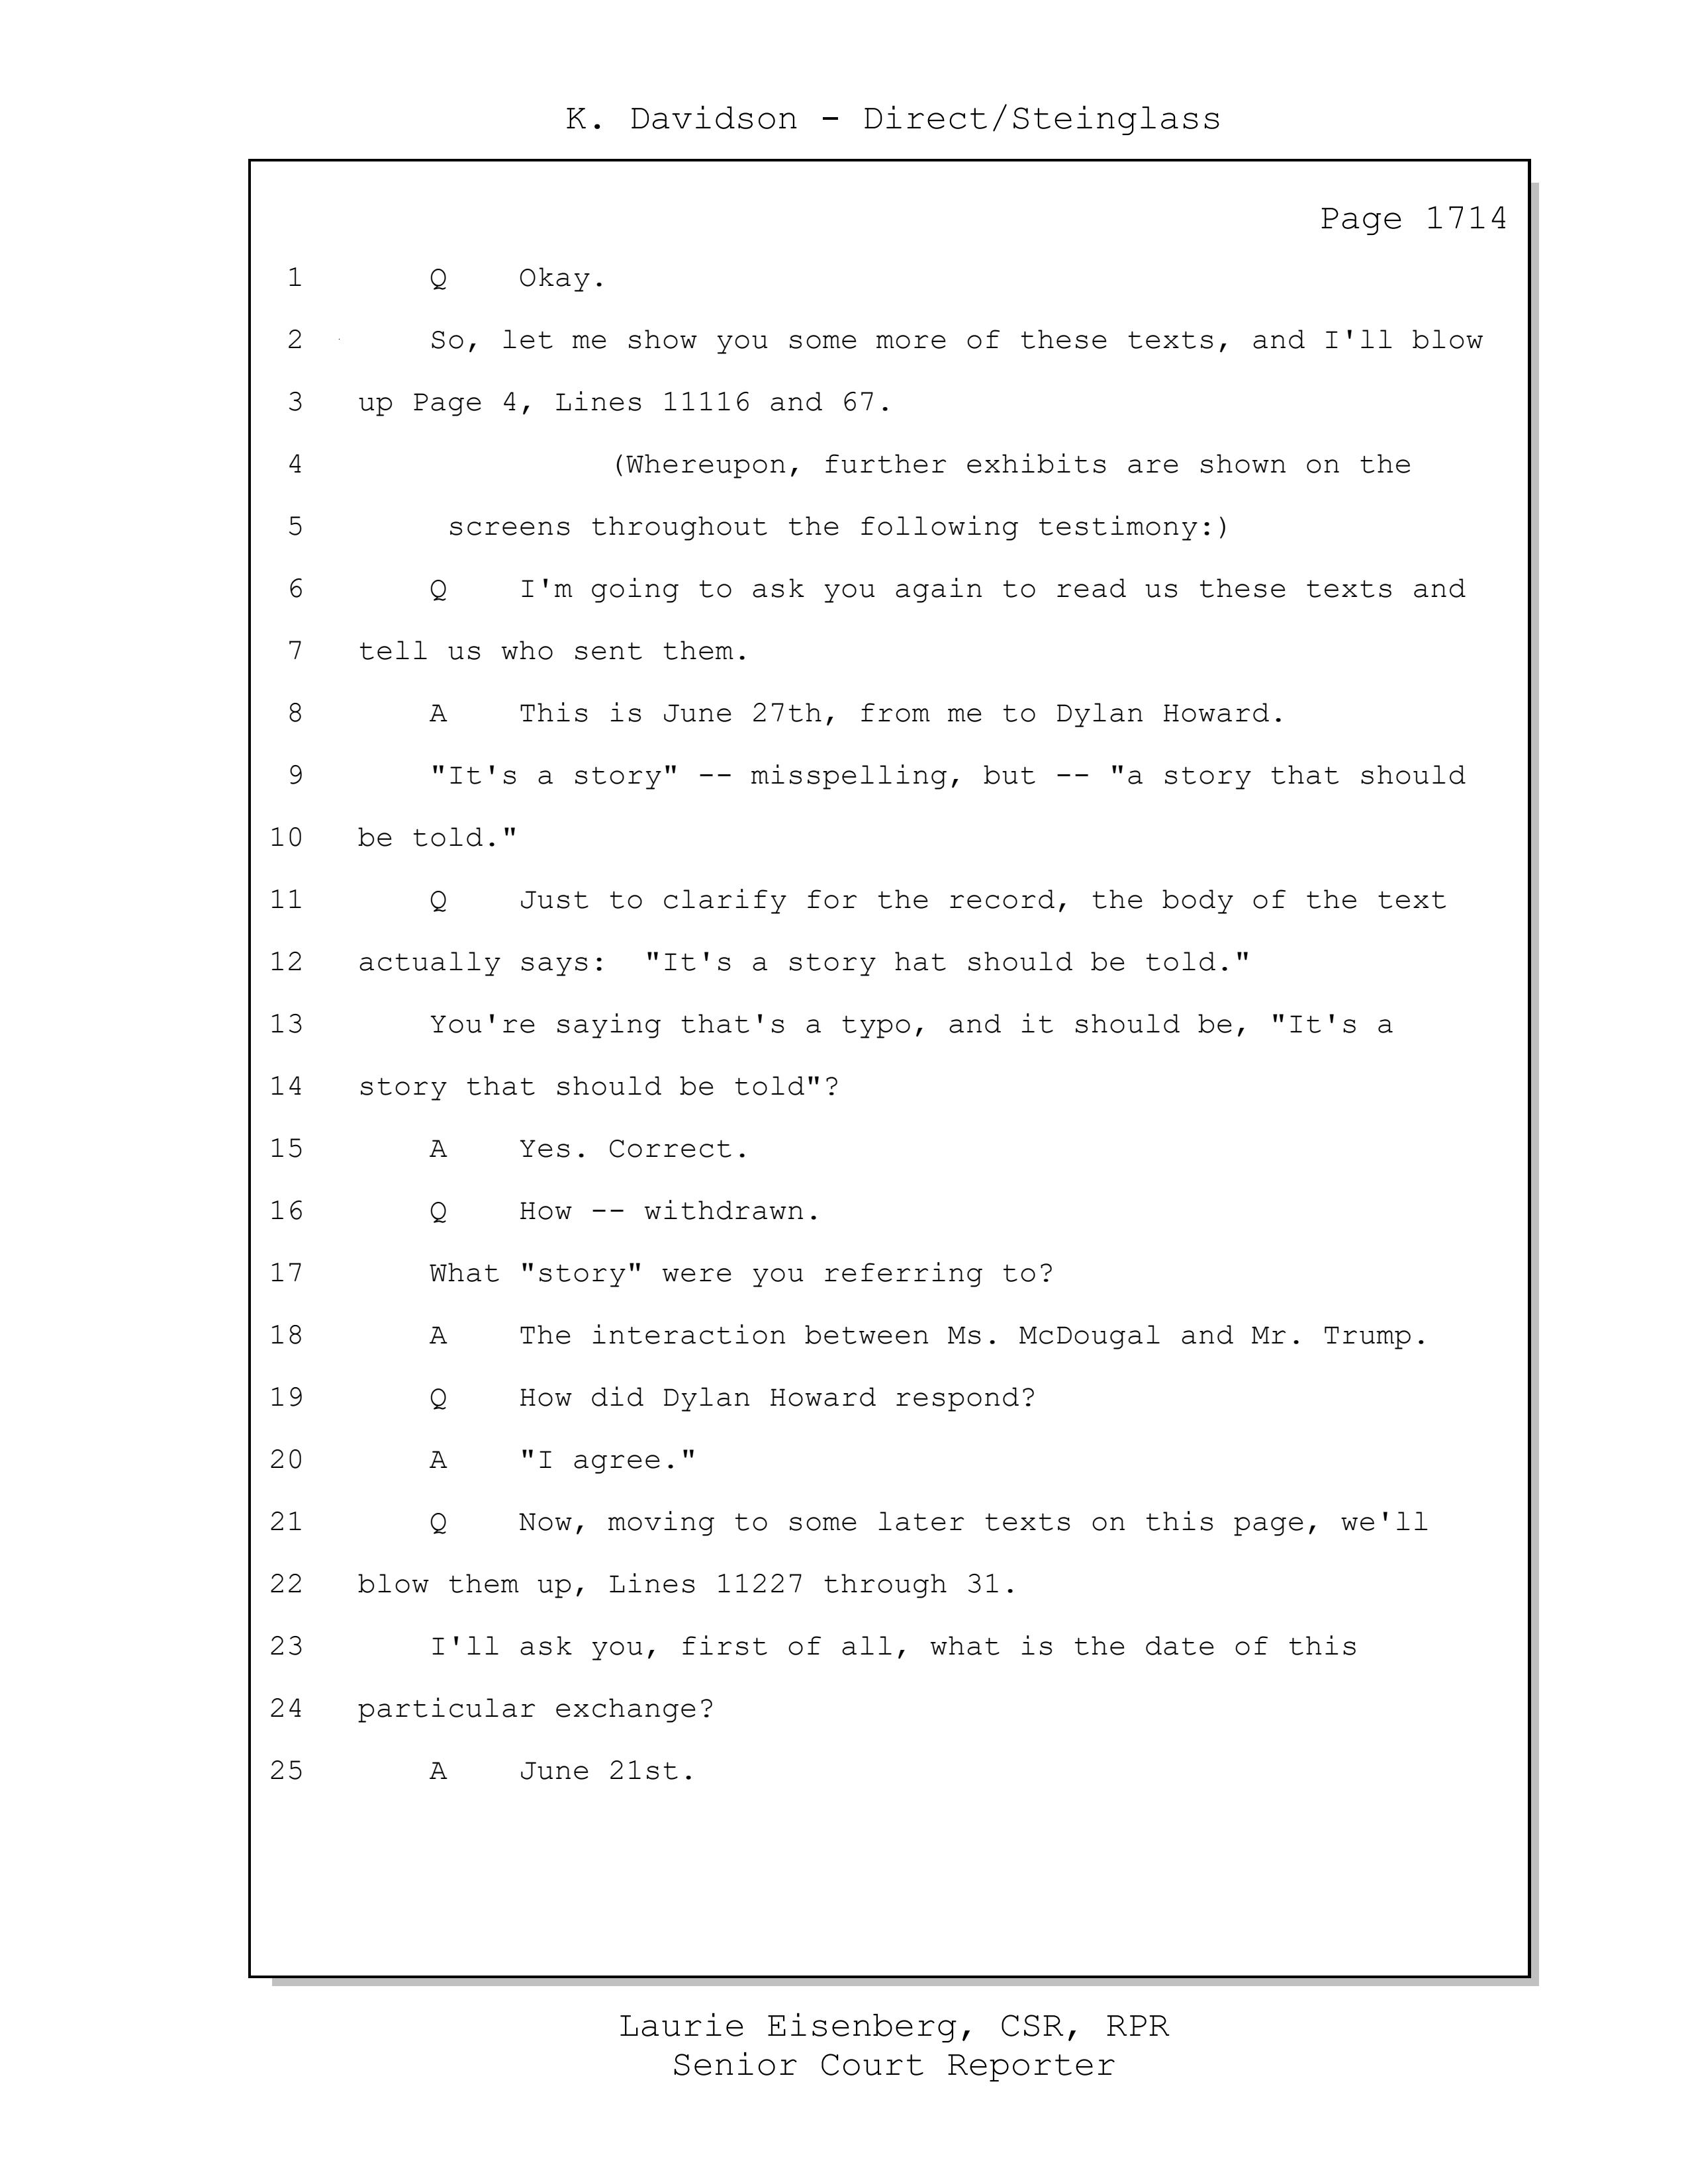 K. Davidson - Direct/Steinglass
Page 1714
1 Q Okay.
2 So, let me show you some more of these texts, and I'll blow
3 up Page 4, Lines 11116 and 67.
4 (Whereupon, further exhibits are shown on the
5 screens throughout the following testimony:)
6 Q I'm going to ask you again to read us these texts and
7 tell us who sent them.
8 A This is June 27th, from me to Dylan Howard.
9 "It's a story" -- misspelling, but -- "a story that should
10 be told."
11 Q Just to clarify for the record, the body of the text
12 actually says: "It's a story hat should be told."
13 You're saying that's a typo, and it should be, "It's a
14 story that should be told"?
15 A Yes. Correct.
16 Q How -- withdrawn.
17 What "story" were you referring to?
18 A The interaction between Ms. McDougal and Mr. Trump.
19 Q How did Dylan Howard respond?
20 A "I agree."
21 Q Now, moving to some later texts on this page, we'll
22 blow them up, Lines 11227 through 31.
23 I'll ask you, first of all, what is the date of this
24 particular exchange?
25 A June 21st.
Laurie Eisenberg, CSR, RPR
Senior Court Reporter